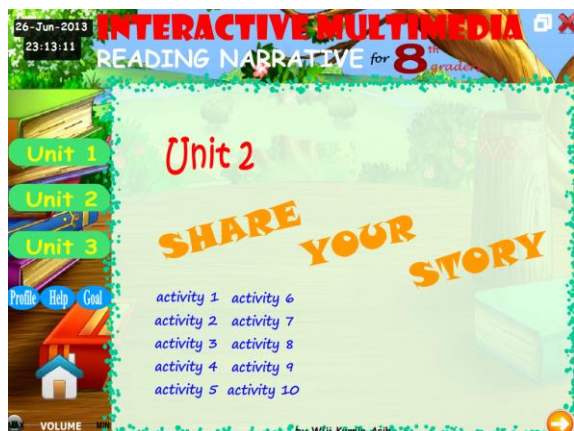 26-Jun-2013
23:13:11
INTERACTIVE MULTIMEDIA
READING NARRATIVE for 8th graders
Unit 1
Unit 2
Unit 3
Profile Help Goal
VOLUME MIN
Unit 2
SHARE YOUR STORY
activity 1 activity 6
activity 2 activity 7
activity 3 activity 8
activity 4 activity 9
activity 5 activity 10
by